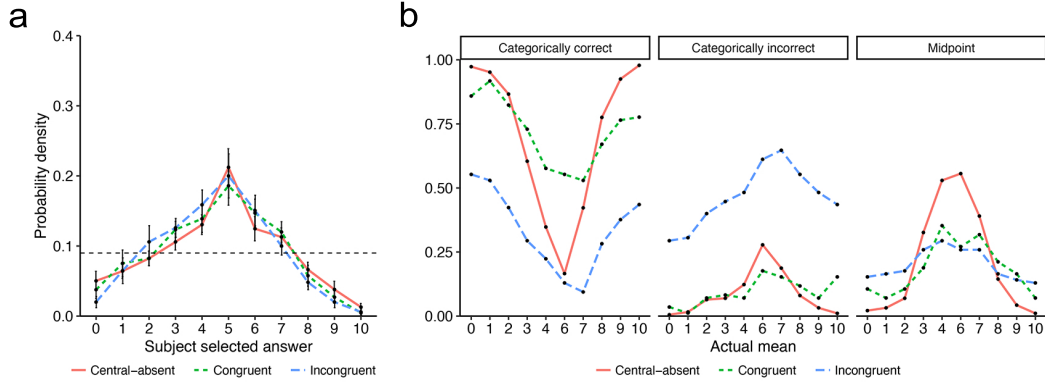 a
0.4
0.3
0.2
0.1
0.0
Probability density
0 1 2 3 4 5 6 7 8 9 10
Subject selected answer
Central-absent Congruent Incongruent
b
Categorically correct Categorically incorrect Midpoint
1.00
0.75
0.50
0.25
0.00
0 1 2 3 4 6 7 8 9 10 0 1 2 3 4 6 7 8 9 10 0 1 2 3 4 6 7 8 9 10
Actual mean
Central-absent Congruent Incongruent